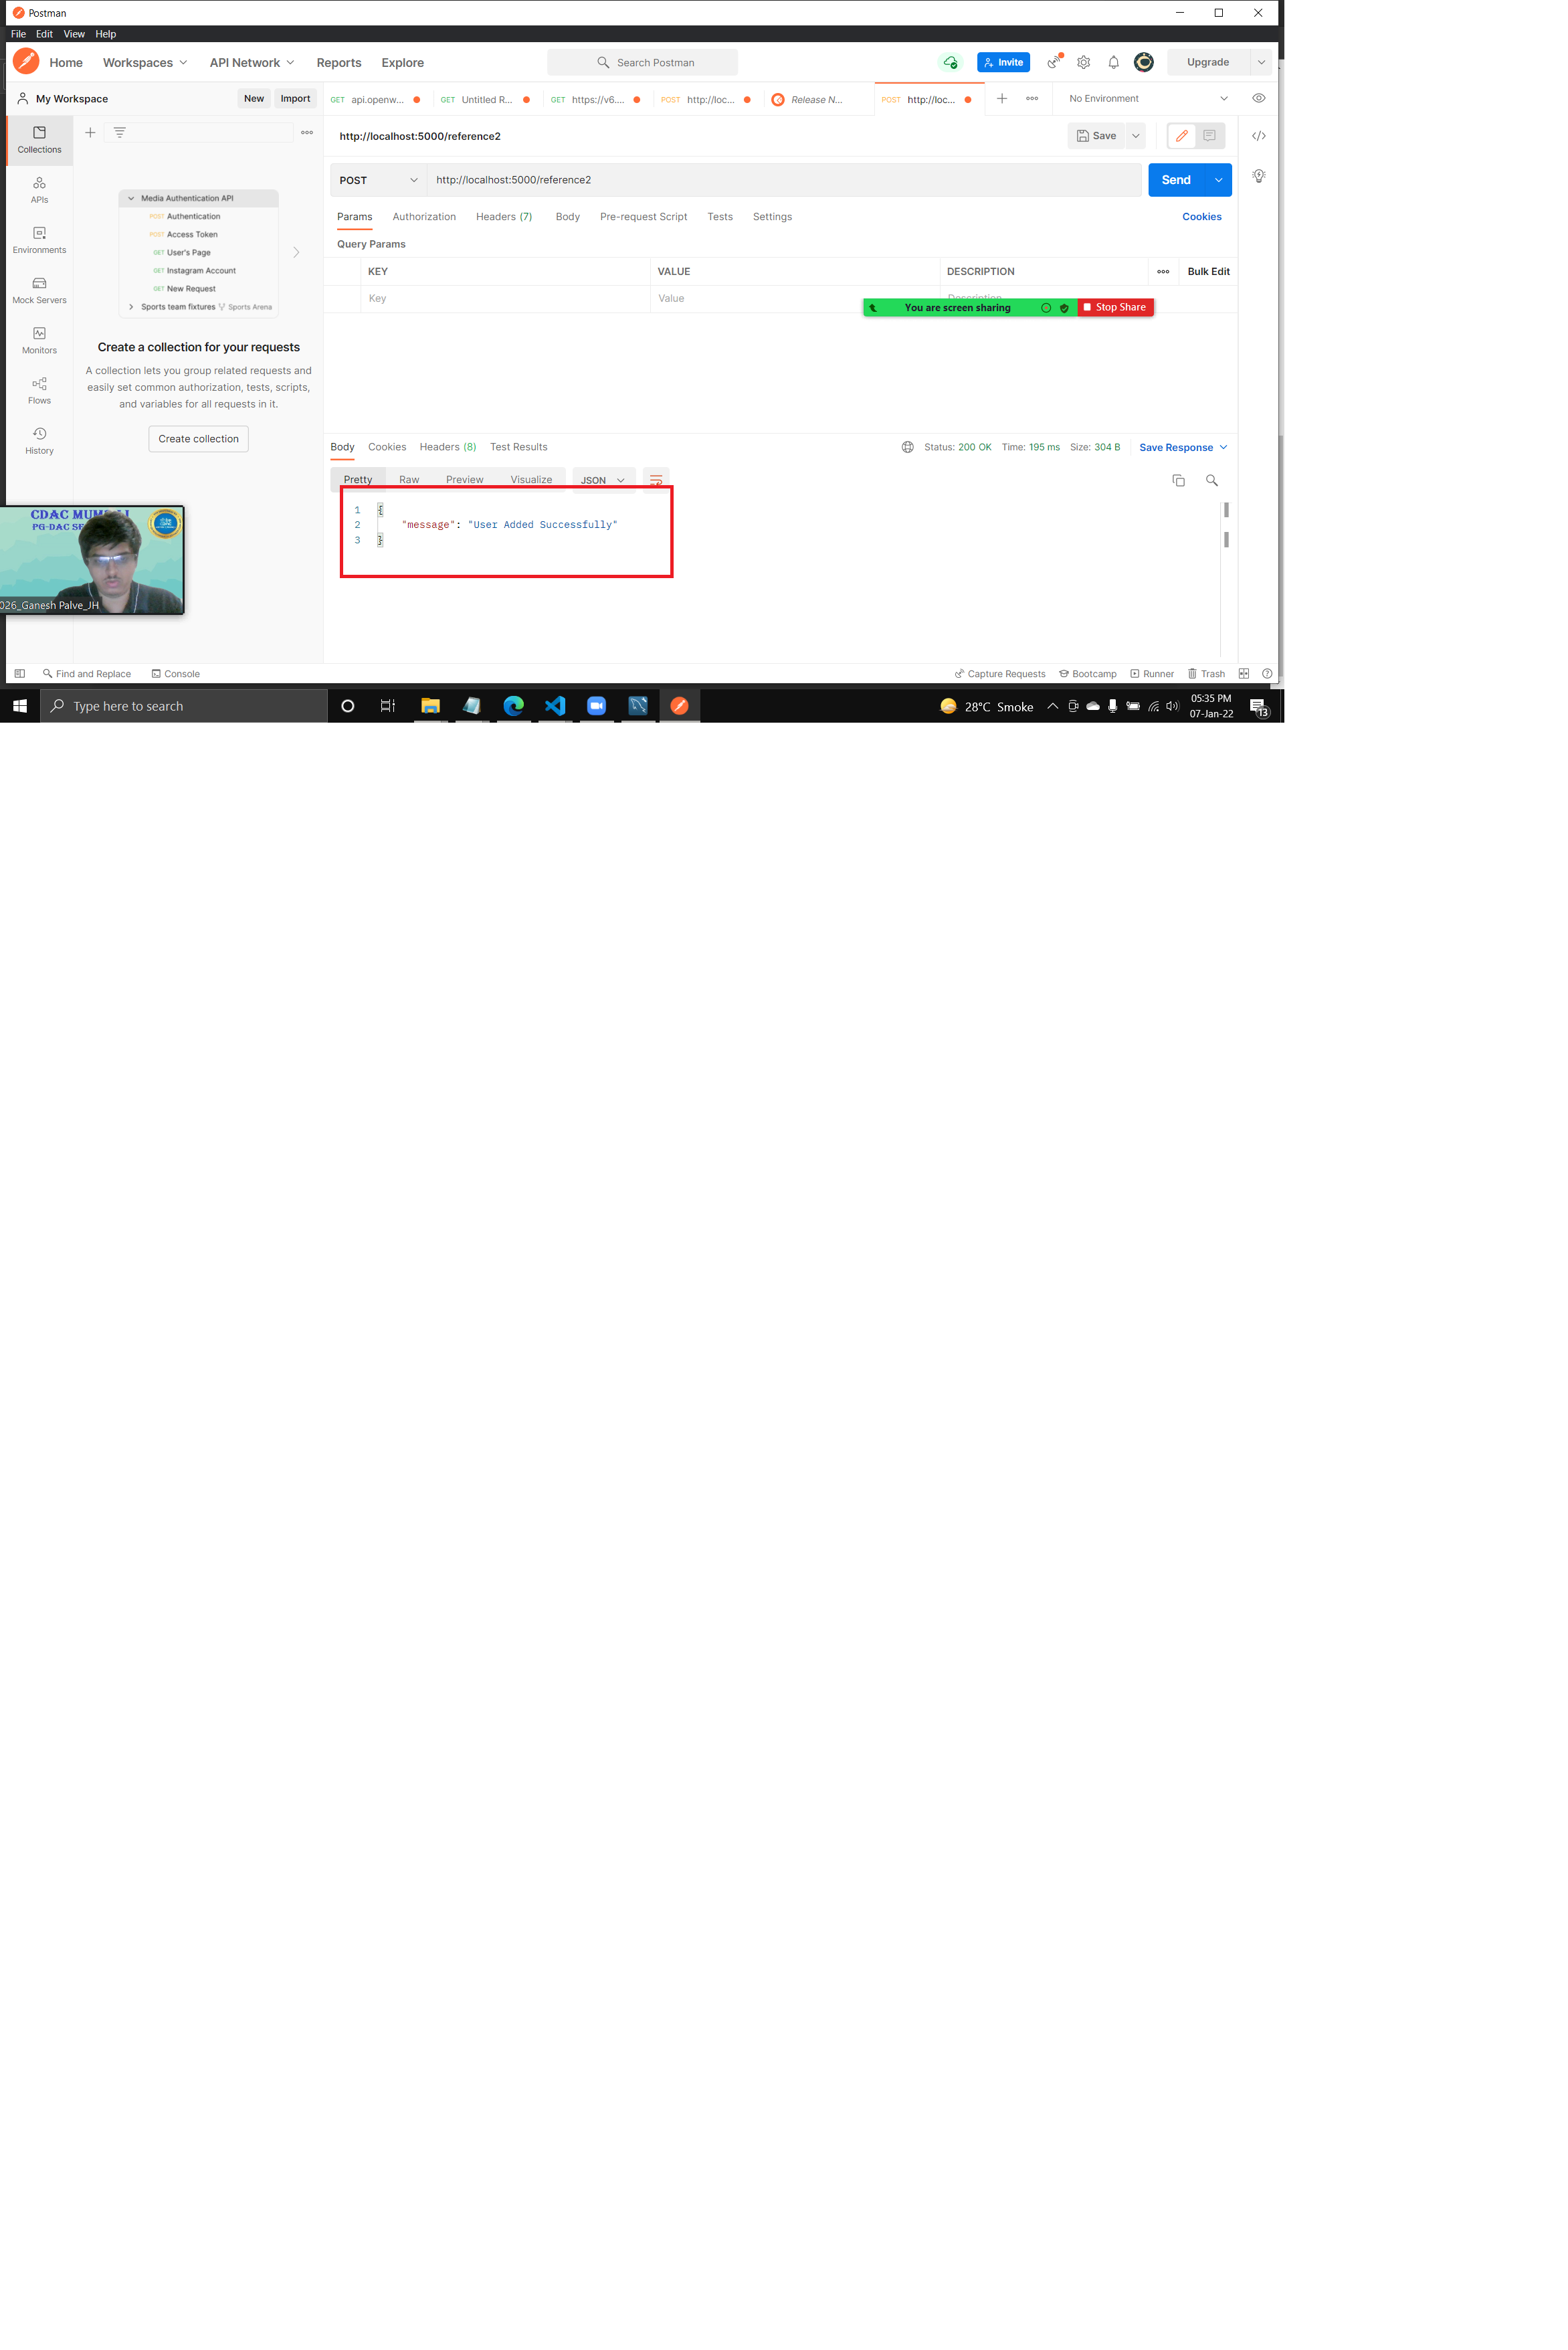 Postman
File Edit View Help
Home Workspaces API Network Reports Explore Search Postman Invite Upgrade
My Workspace New Import GET api.openw... GET Untitled R... GET https://v6.... POST http://loc... Release N... POST http://loc... No Environment
Collections
APIs
Environments
Mock Servers
Monitors
Flows
History
Media Authentication API
POST Authentication
POST Access Token
GET User's Page
GET Instagram Account
GET New Request
Sports team fixtures Sports Arena
Create a collection for your requests
A collection lets you group related requests and
easily set common authorization, tests, scripts,
and variables for all requests in it.
Create collection
http://localhost:5000/reference2 Save
POST http://localhost:5000/reference2 Send
Params Authorization Headers (7) Body Pre-request Script Tests Settings Cookies
Query Params
KEY VALUE DESCRIPTION Bulk Edit
Key Value Description
You are screen sharing Stop Share
Body Cookies Headers (8) Test Results Status: 200 OK Time: 195 ms Size: 304 B Save Response
Pretty Raw Preview Visualize JSON
1 {
2 "message": "User Added Successfully"
3 }
026_Ganesh Palve_JH
Find and Replace Console Capture Requests Bootcamp Runner Trash
Type here to search 28°C Smoke 05:35 PM
07-Jan-22 13